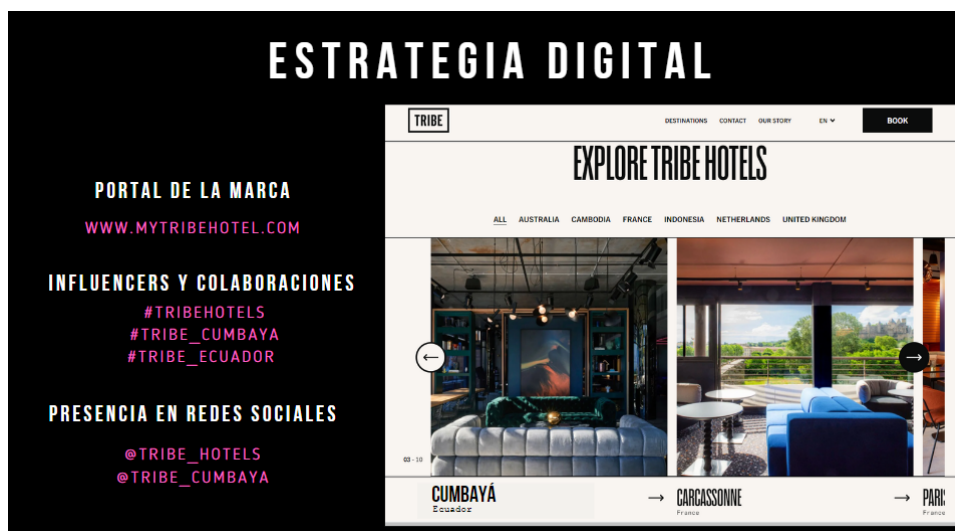 ESTRATEGIA DIGITAL
PORTAL DE LA MARCA
WWW.MYTRIBEHOTEL.COM
INFLUENCERS Y COLABORACIONES
#TRIBEHOTELS
#TRIBE_CUMBAYA
#TRIBE_ECUADOR
PRESENCIA EN REDES SOCIALES
@TRIBE_HOTELS
@TRIBE_CUMBAYA
TRIBE
DESTINATIONS CONTACT OUR STORY EN BOOK
EXPLORE TRIBE HOTELS
ALL AUSTRALIA CAMBODIA FRANCE INDONESIA NETHERLANDS UNITED KINGDOM
03 - 10
CUMBAYÁ
Ecuador
CARCASSONNE
France
PARIS
France